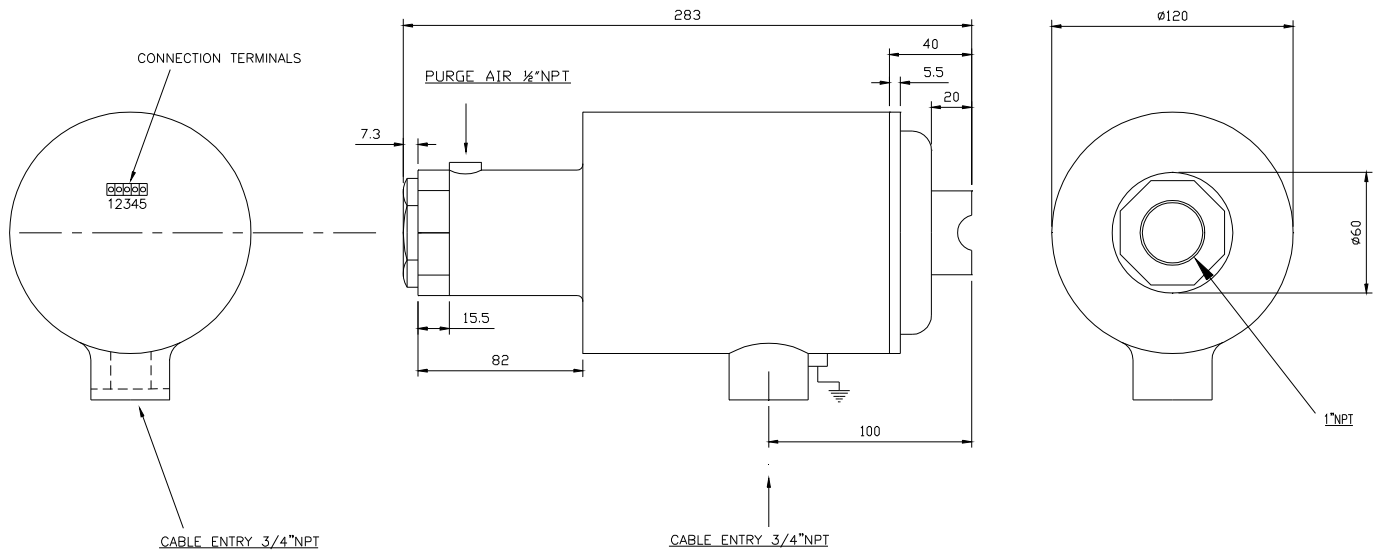 283
Ø120
40
CONNECTION TERMINALS
5.5
PURGE AIR ½"NPT
20
7.3
12345
Ø60
15.5
82
1"NPT
100
CABLE ENTRY 3/4"NPT
CABLE ENTRY 3/4"NPT